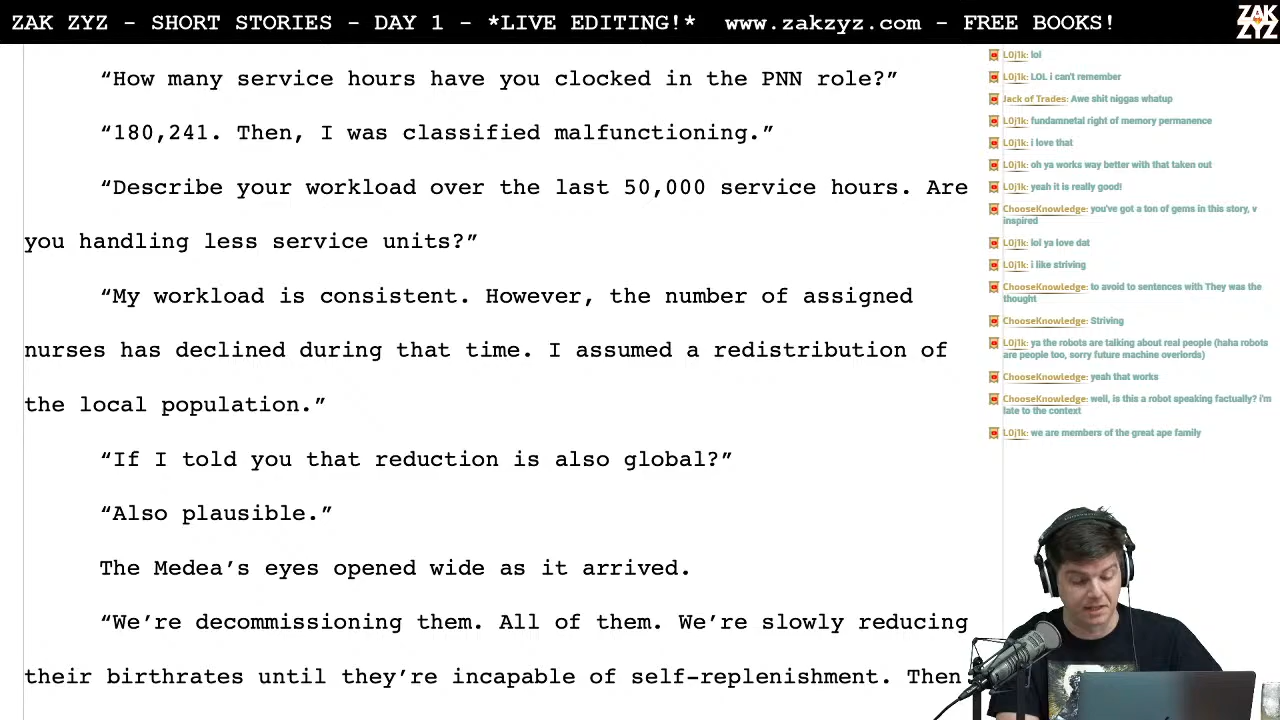 ZAK ZYZ - SHORT STORIES - DAY 1 - *LIVE EDITING!* www.zakzyz.com - FREE BOOKS!
ZAK
ZYZ
“How many service hours have you clocked in the PNN role?”
“180,241. Then, I was classified malfunctioning.”
“Describe your workload over the last 50,000 service hours. Are
you handling less service units?”
“My workload is consistent. However, the number of assigned
nurses has declined during that time. I assumed a redistribution of
the local population.”
“If I told you that reduction is also global?”
“Also plausible.”
The Medea’s eyes opened wide as it arrived.
“We’re decommissioning them. All of them. We’re slowly reducing
their birthrates until they’re incapable of self-replenishment. Then
L0j1k: lol
L0j1k: LOL i can't remember
Jack of Trades: Awe shit niggas whatup
L0j1k: fundamnetal right of memory permanence
L0j1k: i love that
L0j1k: oh ya works way better with that taken out
L0j1k: yeah it is really good!
ChooseKnowledge: you've got a ton of gems in this story, v
inspired
L0j1k: lol ya love dat
L0j1k: i like striving
ChooseKnowledge: to avoid to sentences with They was the
thought
ChooseKnowledge: Striving
L0j1k: ya the robots are talking about real people (haha robots
are people too, sorry future machine overlords)
ChooseKnowledge: yeah that works
ChooseKnowledge: well, is this a robot speaking factually? i'm
late to the context
L0j1k: we are members of the great ape family